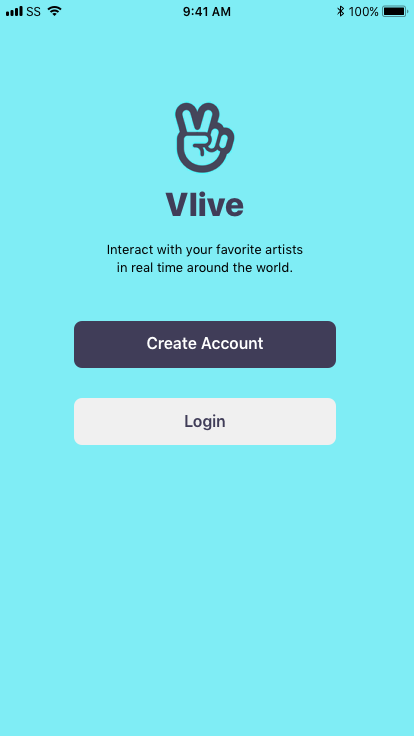 SS 9:41 AM 100%
Vlive
Interact with your favorite artists
in real time around the world.
Create Account
Login